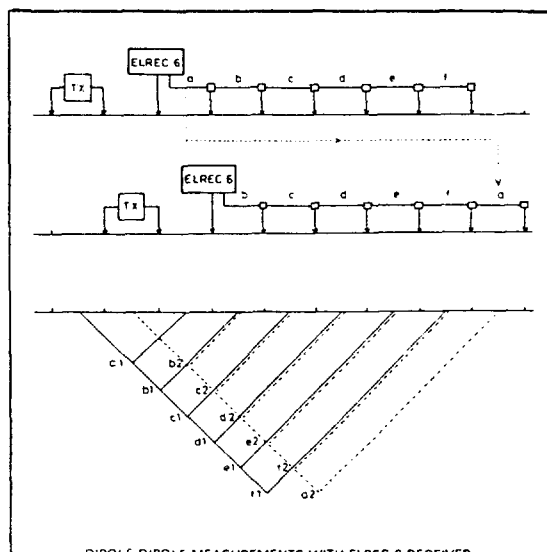 ELREC 6
a b c d e f
TX
ELREC 6
b c d e f a
TX
a1 b2
b1 c2
c1 d2
d1 e2
e1 f2
f1 a2
DIPOLE-DIPOLE MEASUREMENTS WITH ELREC 6 RECEIVER